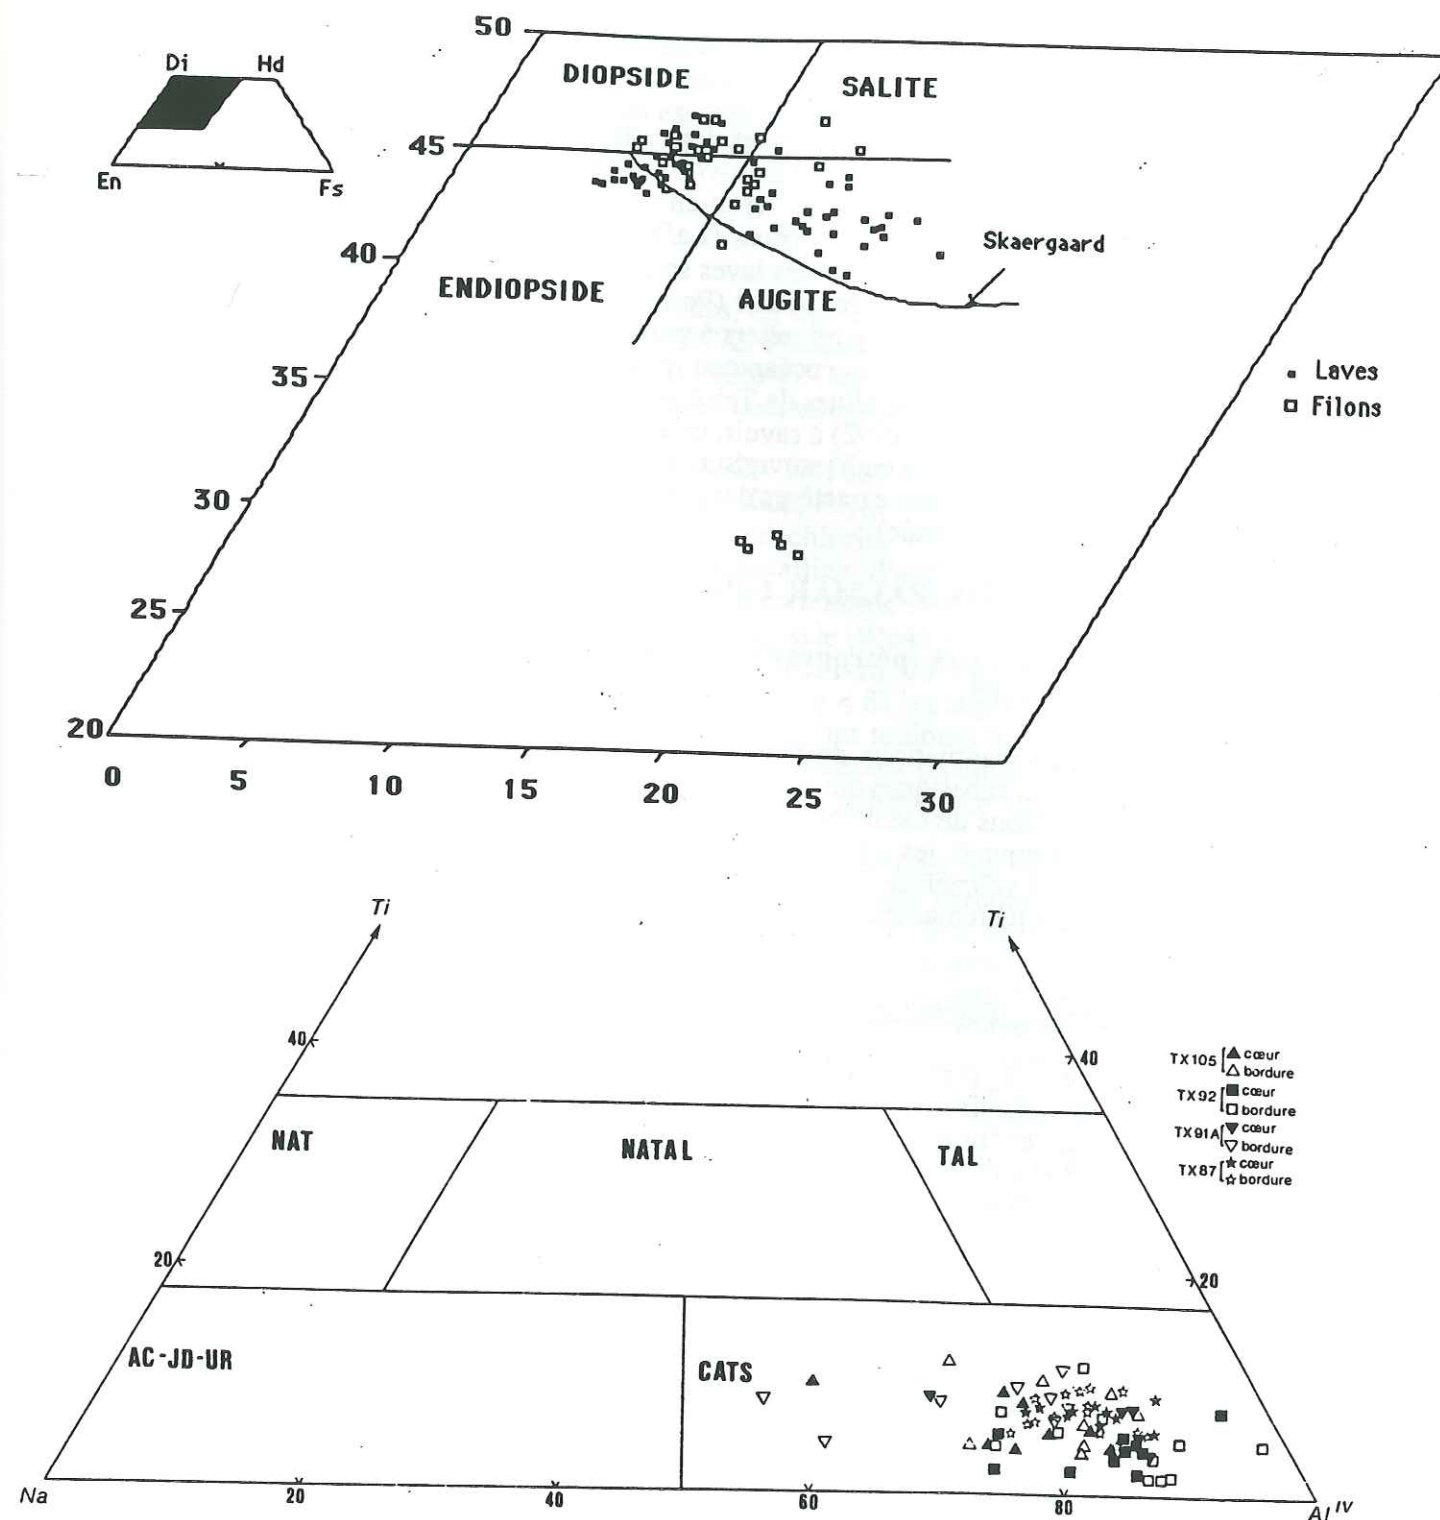 50
Di Hd
DIOPSIDE SALITE
45
En Fs
40
Skaergaard
ENDIOPSIDE AUGITE
35
Laves
Filons
30
25
20
0 5 10 15 20 25 30
Ti Ti
40 40
TX105 cœur
bordure
TX92 cœur
bordure
TX91A cœur
bordure
TX87 cœur
bordure
NAT NATAL TAL
20 20
AC-JD-UR CATS
Na 20 40 60 80 Al IV